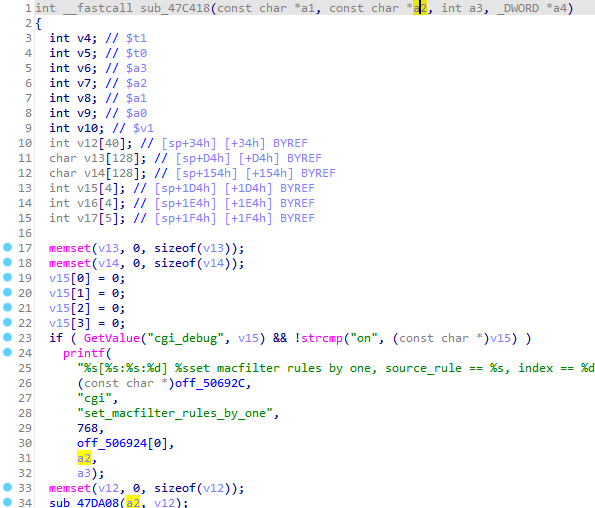 1 int __fastcall sub_47C418(const char *a1, const char *a2, int a3, _DWORD *a4)
2 {
3 int v4; // $t1
4 int v5; // $t0
5 int v6; // $a3
6 int v7; // $a2
7 int v8; // $a1
8 int v9; // $a0
9 int v10; // $v1
10 int v12[40]; // [sp+34h] [+34h] BYREF
11 char v13[128]; // [sp+D4h] [+D4h] BYREF
12 char v14[128]; // [sp+154h] [+154h] BYREF
13 int v15[4]; // [sp+1D4h] [+1D4h] BYREF
14 int v16[4]; // [sp+1E4h] [+1E4h] BYREF
15 int v17[5]; // [sp+1F4h] [+1F4h] BYREF
16
17 memset(v13, 0, sizeof(v13));
18 memset(v14, 0, sizeof(v14));
19 v15[0] = 0;
20 v15[1] = 0;
21 v15[2] = 0;
22 v15[3] = 0;
23 if ( GetValue("cgi_debug", v15) && !strcmp("on", (const char *)v15) )
24 printf(
25 "%s[%s:%s:%d] %sset macfilter rules by one, source_rule == %s, index == %d
26 (const char *)off_50692C,
27 "cgi",
28 "set_macfilter_rules_by_one",
29 768,
30 off_506924[0],
31 a2,
32 a3);
33 memset(v12, 0, sizeof(v12));
34 sub_47DA08(a2, v12);